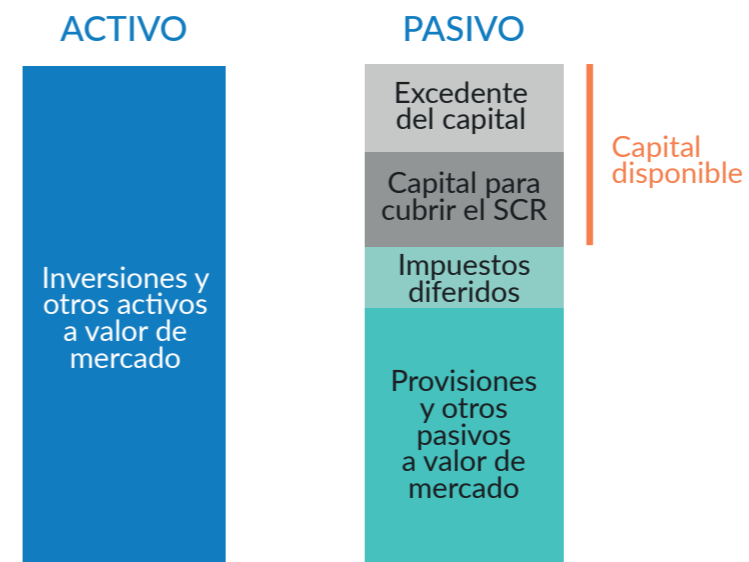 ACTIVO
PASIVO
Inversiones y
otros activos
a valor de
mercado
Excedente
del capital
Capital para
cubrir el SCR
Impuestos
diferidos
Provisiones
y otros
pasivos
a valor de
mercado
Capital
disponible